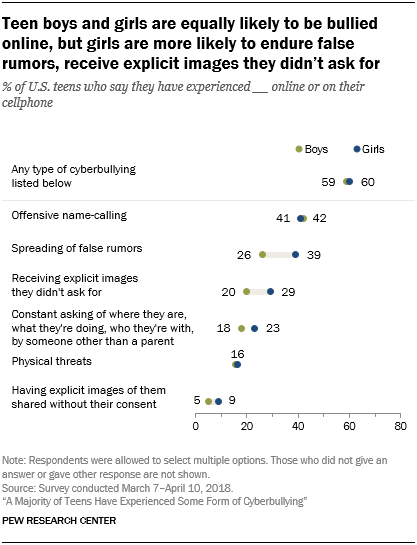 Teen boys and girls are equally likely to be bullied
online, but girls are more likely to endure false
rumors, receive explicit images they didn't ask for
% of U.S. teens who say they have experienced __ online or on their
cellphone
Boys Girls
Any type of cyberbullying
listed below
59 60
Offensive name-calling
41 42
Spreading of false rumors
26 39
Receiving explicit images
they didn't ask for
20 29
Constant asking of where they are,
what they're doing, who they're with,
by someone other than a parent
18 23
Physical threats
16
Having explicit images of them
shared without their consent
5 9
0 20 40 60 80
Note: Respondents were allowed to select multiple options. Those who did not give an
answer or gave other response are not shown.
Source: Survey conducted March 7–April 10, 2018.
"A Majority of Teens Have Experienced Some Form of Cyberbullying"
PEW RESEARCH CENTER